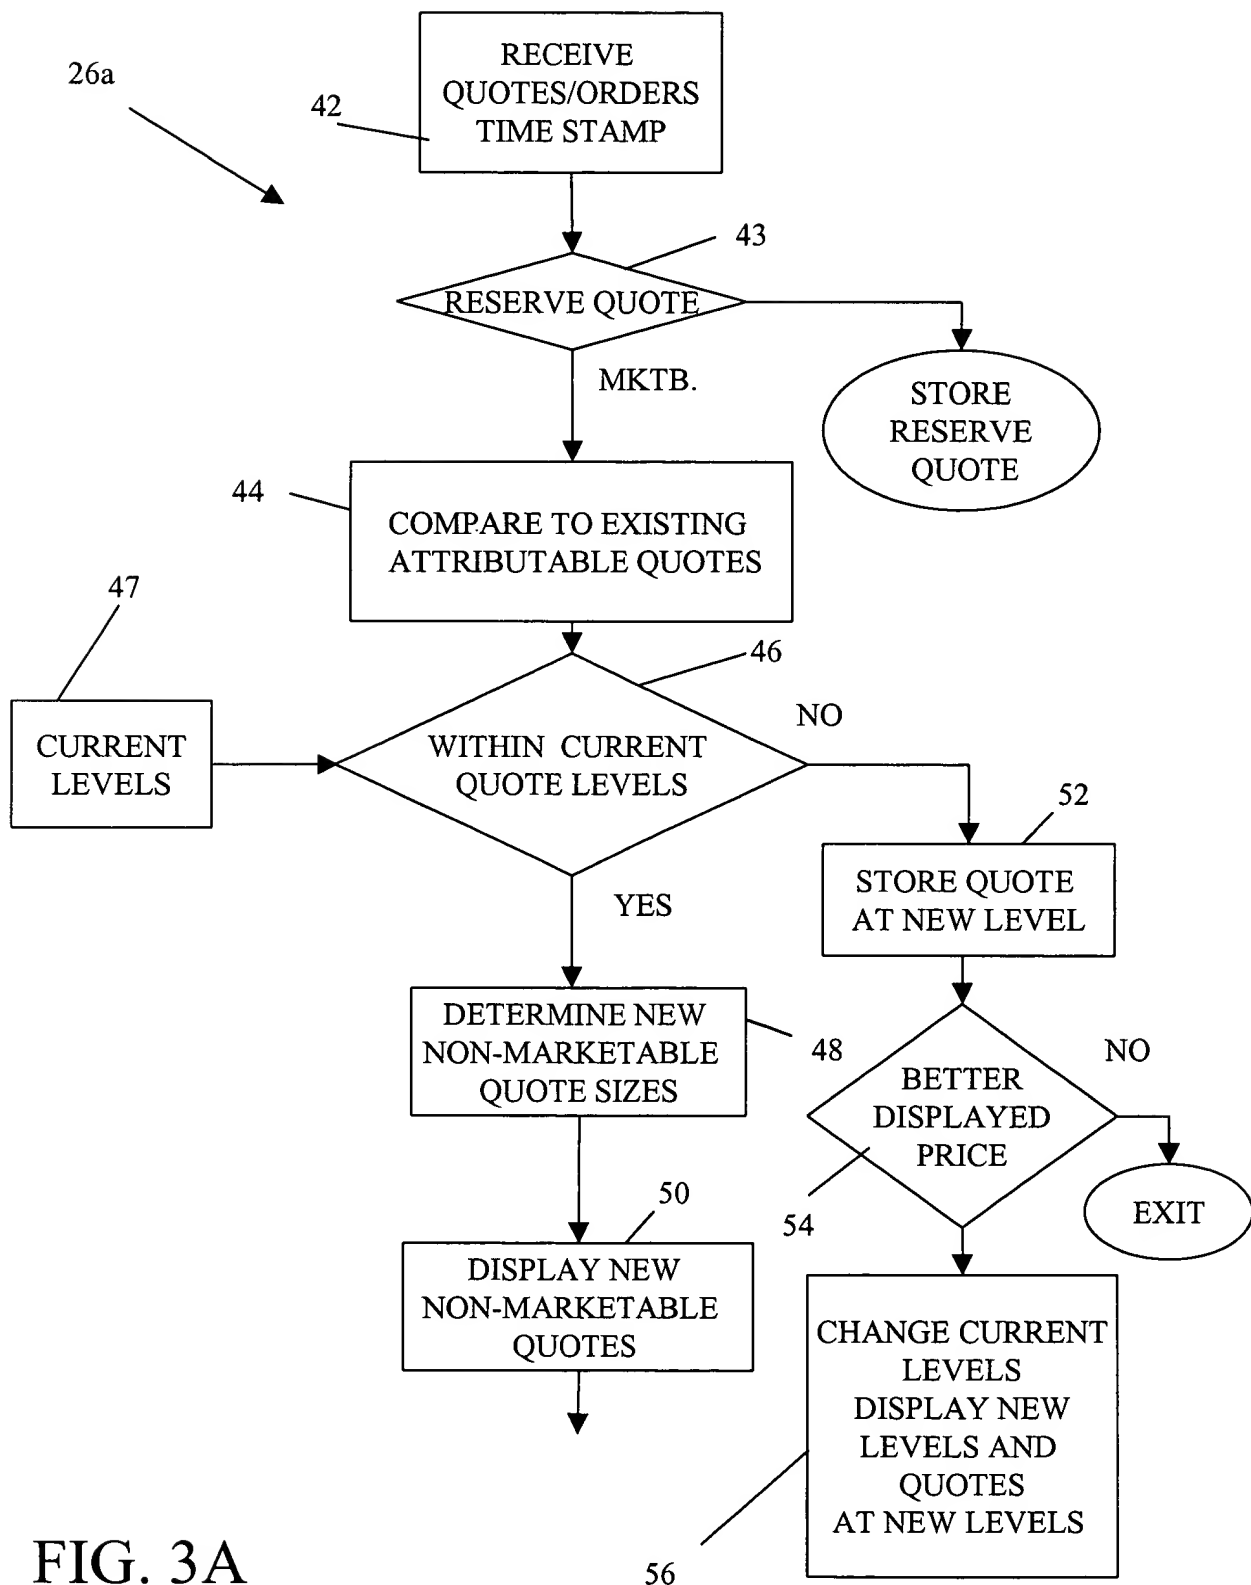 26a
RECEIVE
QUOTES/ORDERS
TIME STAMP
42
43
RESERVE QUOTE
MKTB.
STORE
RESERVE
QUOTE
44
COMPARE TO EXISTING
ATTRIBUTABLE QUOTES
47
CURRENT
LEVELS
46
WITHIN CURRENT
QUOTE LEVELS
NO
YES
52
STORE QUOTE
AT NEW LEVEL
DETERMINE NEW
NON-MARKETABLE
QUOTE SIZES
48
BETTER
DISPLAYED
PRICE
NO
54
EXIT
50
DISPLAY NEW
NON-MARKETABLE
QUOTES
CHANGE CURRENT
LEVELS
DISPLAY NEW
LEVELS AND
QUOTES
AT NEW LEVELS
56
FIG. 3A